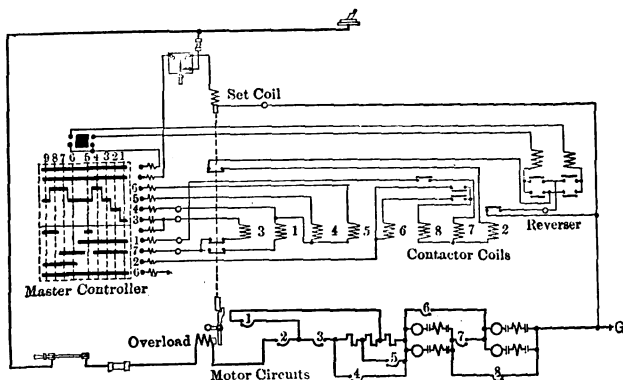 Set Coil
9 8 7 6 5 4 3 2 1
6
5
4
3
1
7
2
6
3 1 4 5 6 8 7 2
Reverser
Contactor Coils
Master Controller
Overload
1
2 3
4
5
6
7
8
G
Motor Circuits